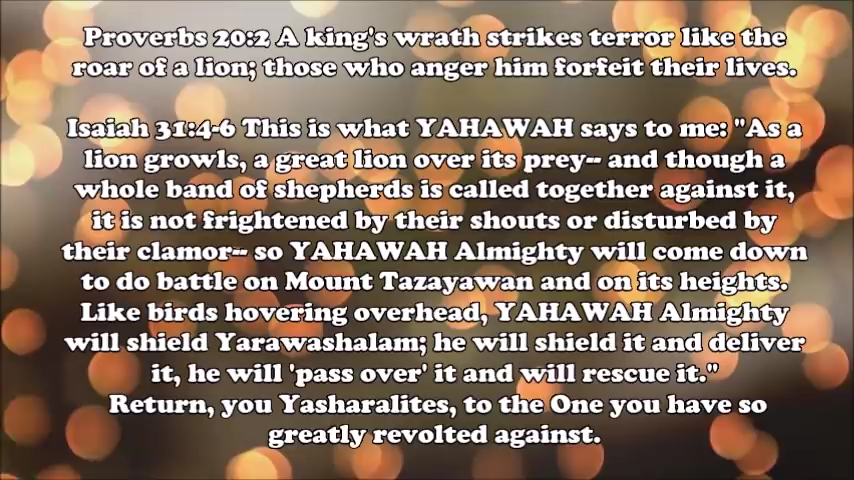 Proverbs 20:2 A king's wrath strikes terror like the
roar of a lion; those who anger him forfeit their lives.
Isaiah 31:4-6 This is what YAHAWAH says to me: "As a
lion growls, a great lion over its prey-- and though a
whole band of shepherds is called together against it,
it is not frightened by their shouts or disturbed by
their clamor-- so YAHAWAH Almighty will come down
to do battle on Mount Tazayawan and on its heights.
Like birds hovering overhead, YAHAWAH Almighty
will shield Yarawashalam; he will shield it and deliver
it, he will 'pass over' it and will rescue it."
Return, you Yasharalites, to the One you have so
greatly revolted against.